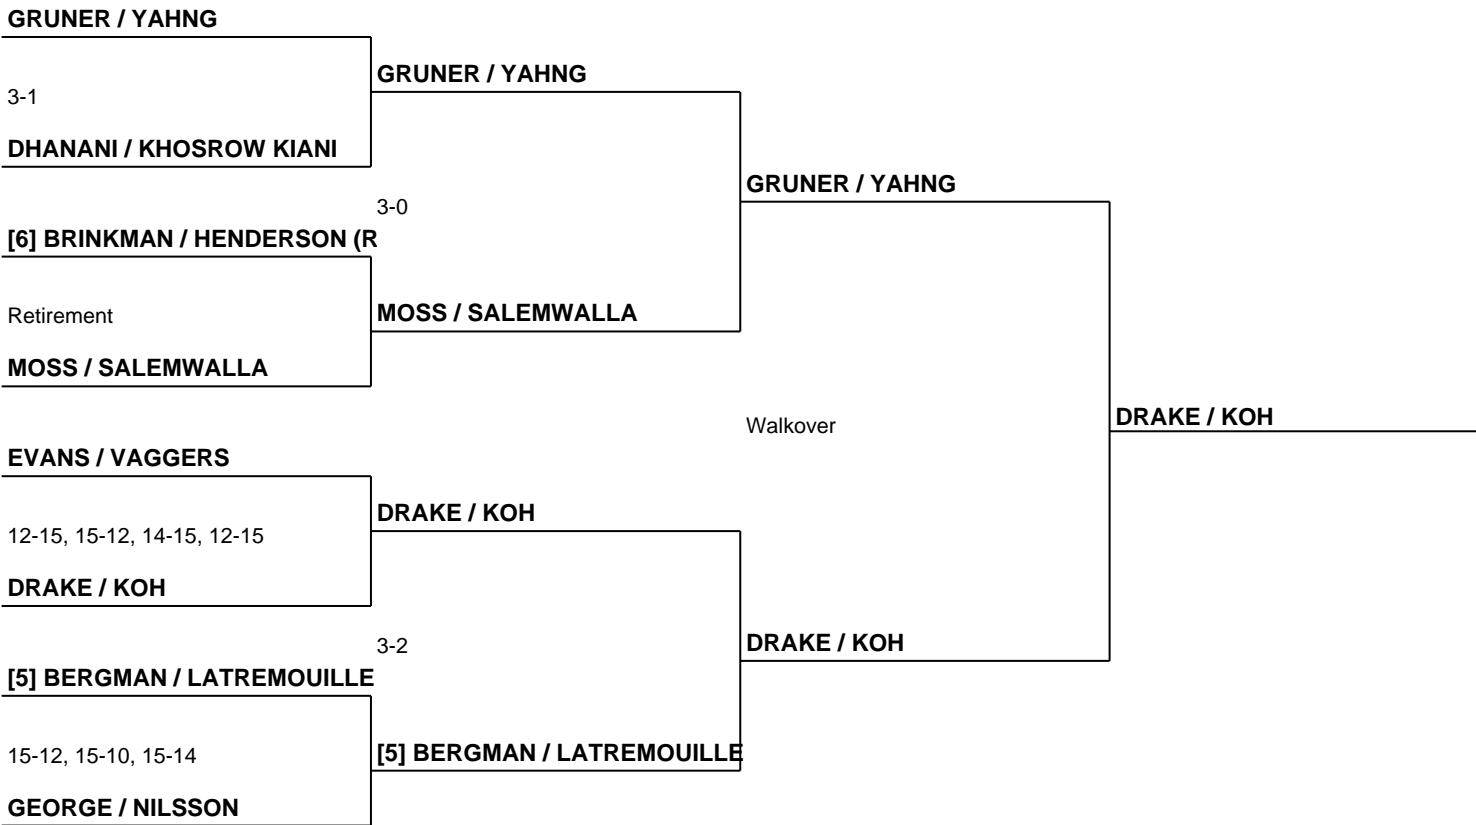 GRUNER / YAHNG
GRUNER / YAHNG
3-1
DHANANI / KHOSROW KIANI
GRUNER / YAHNG
3-0
[6] BRINKMAN / HENDERSON (R
MOSS / SALEMWALLA
Retirement
MOSS / SALEMWALLA
DRAKE / KOH
Walkover
EVANS / VAGGERS
DRAKE / KOH
12-15, 15-12, 14-15, 12-15
DRAKE / KOH
DRAKE / KOH
3-2
[5] BERGMAN / LATREMOUILLE
[5] BERGMAN / LATREMOUILLE
15-12, 15-10, 15-14
GEORGE / NILSSON